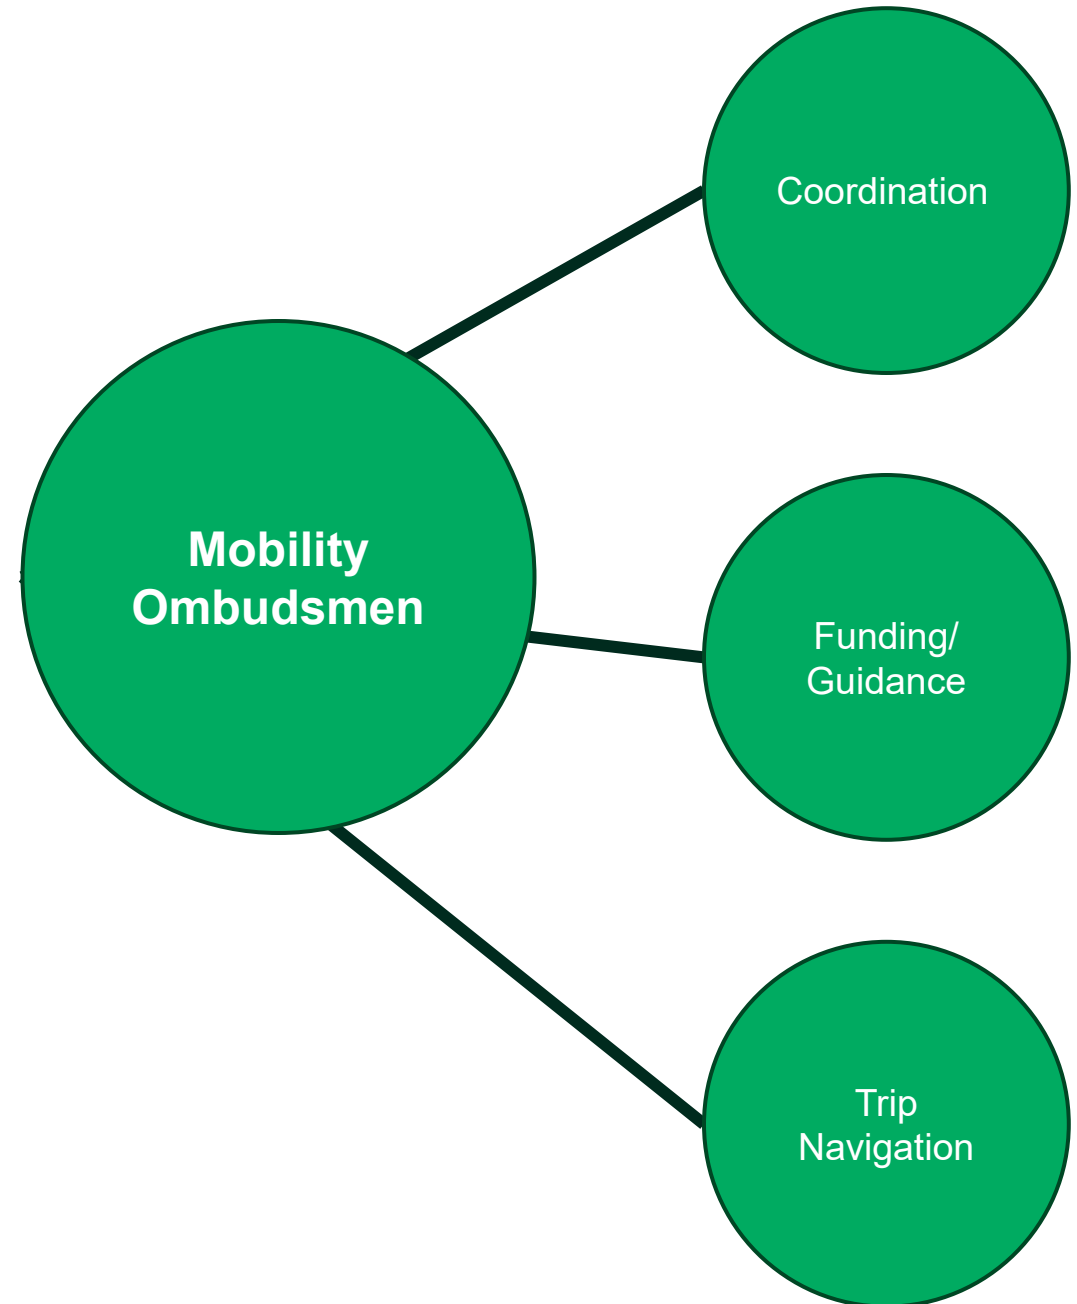 Coordination
Mobility
Ombudsmen
Funding/
Guidance
Trip
Navigation